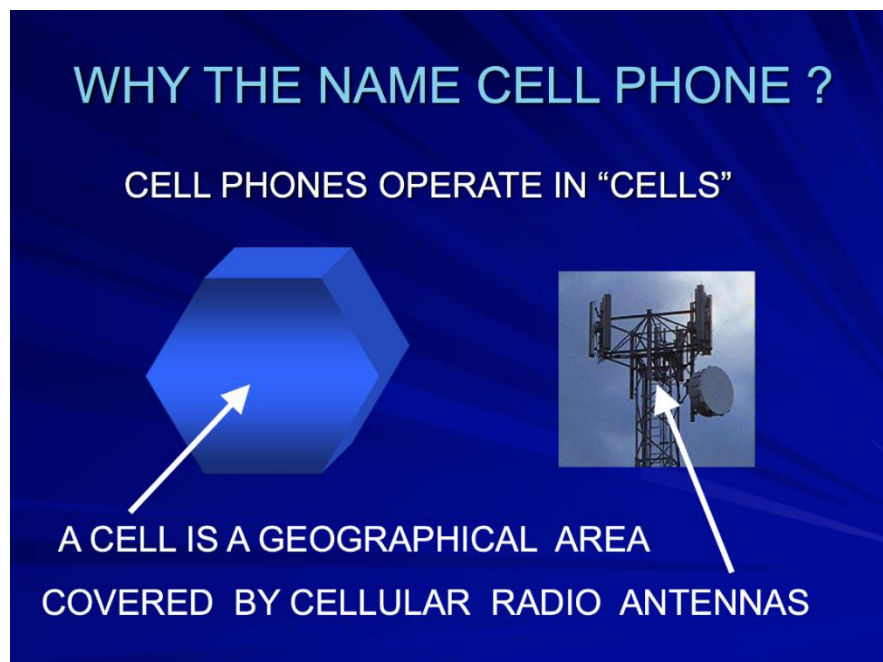 WHY THE NAME CELL PHONE ?
CELL PHONES OPERATE IN “CELLS”
A CELL IS A GEOGRAPHICAL AREA
COVERED BY CELLULAR RADIO ANTENNAS